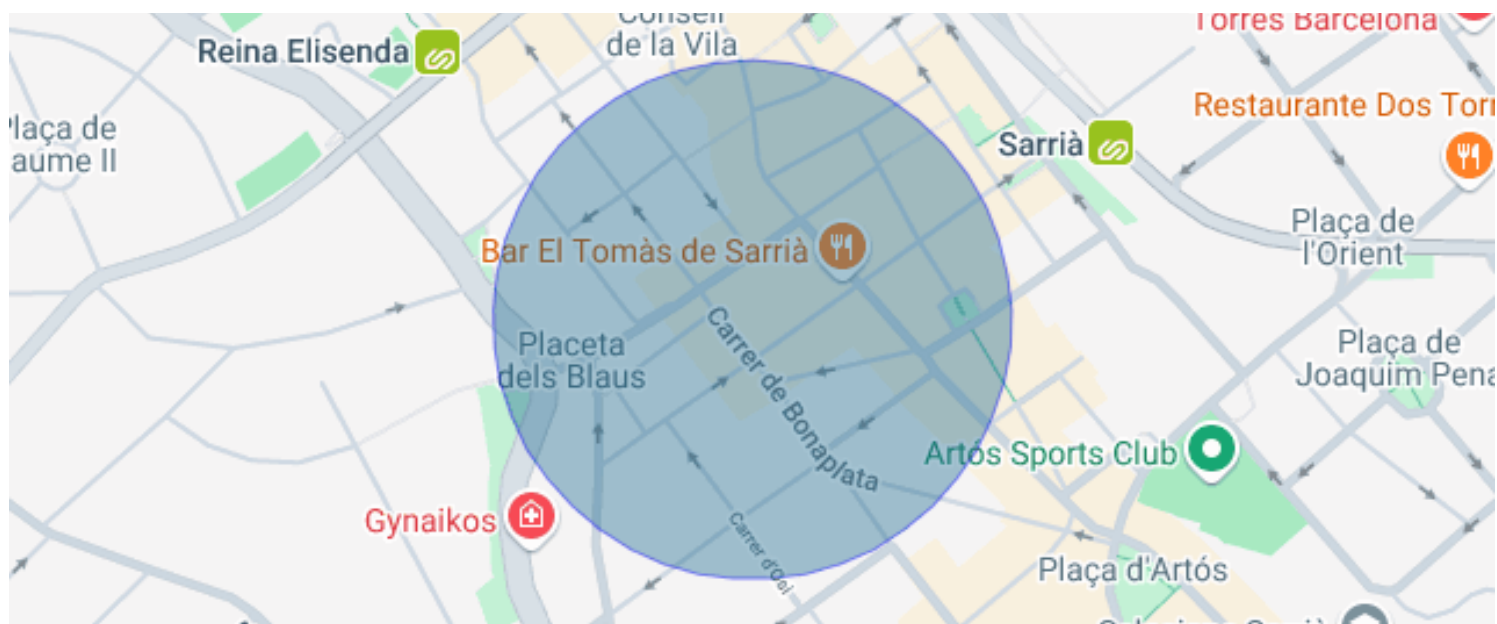 Consell
de la Vila
Torres Barcelona
Reina Elisenda
Restaurante Dos Torr
Plaça de
aume II
Sarrià
Plaça de
l'Orient
Bar El Tomàs de Sarrià
Placeta
dels Blaus
Carrer de Bonaplata
Plaça de
Joaquim Pena
Artós Sports Club
Gynaikos
Carrer d'Osi
Plaça d'Artós